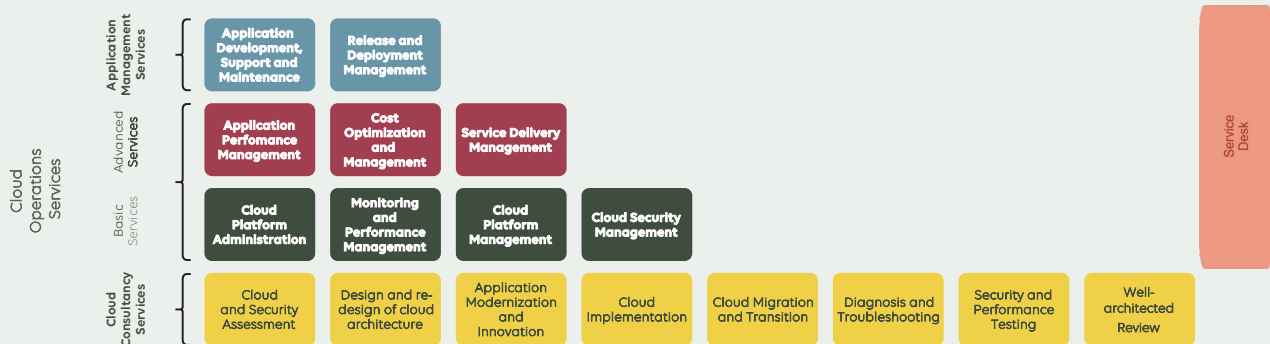 Cloud
Operations
Services
Application
Management
Services
Application
Development,
Support and
Maintenance
Release and
Deployment
Management
Advanced
Services
Application
Perfomance
Management
Cost
Optimization
and
Management
Service Delivery
Management
Basic
Services
Cloud
Platform
Administration
Monitoring
and
Performance
Management
Cloud
Platform
Management
Cloud Security
Management
Cloud
Consultancy
Services
Cloud
and Security
Assessment
Design and re-
design of cloud
architecture
Application
Modernization
and
Innovation
Cloud
Implementation
Cloud Migration
and Transition
Diagnosis and
Troubleshooting
Security and
Performance
Testing
Well-
architected
Review
Service
Desk